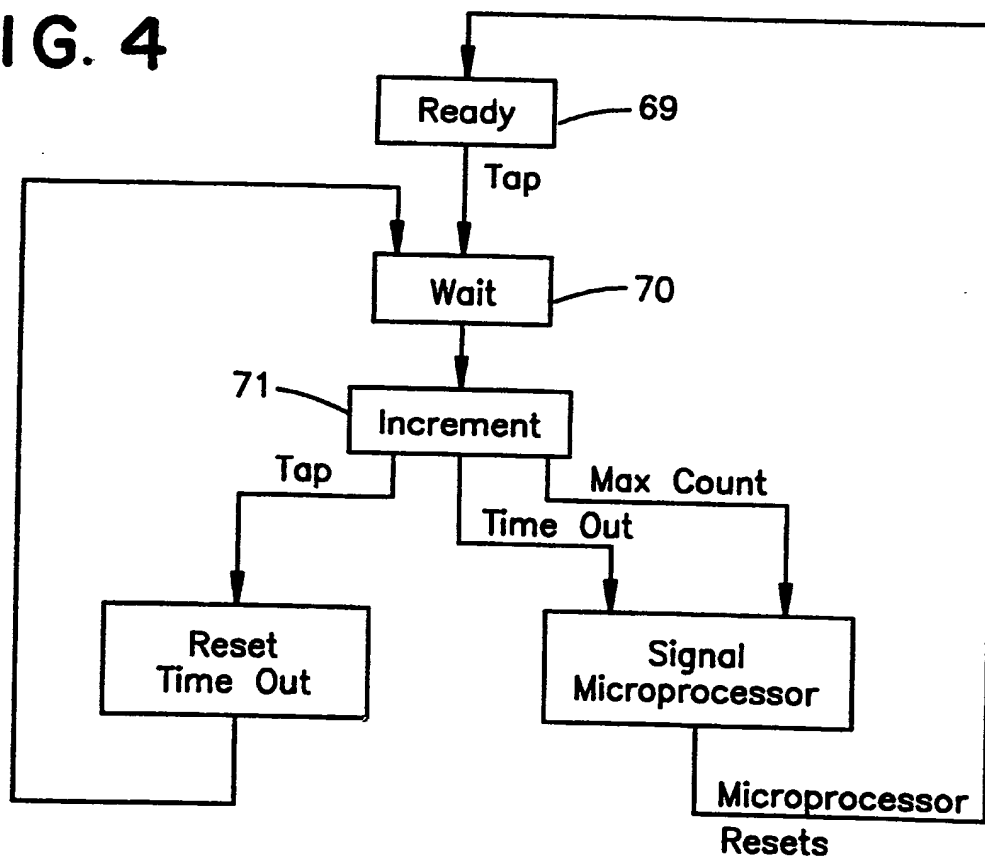 IG. 4
Ready
69
Tap
Wait
70
71
Increment
Tap
Max Count
Time Out
Reset
Time Out
Signal
Microprocessor
Microprocessor
Resets